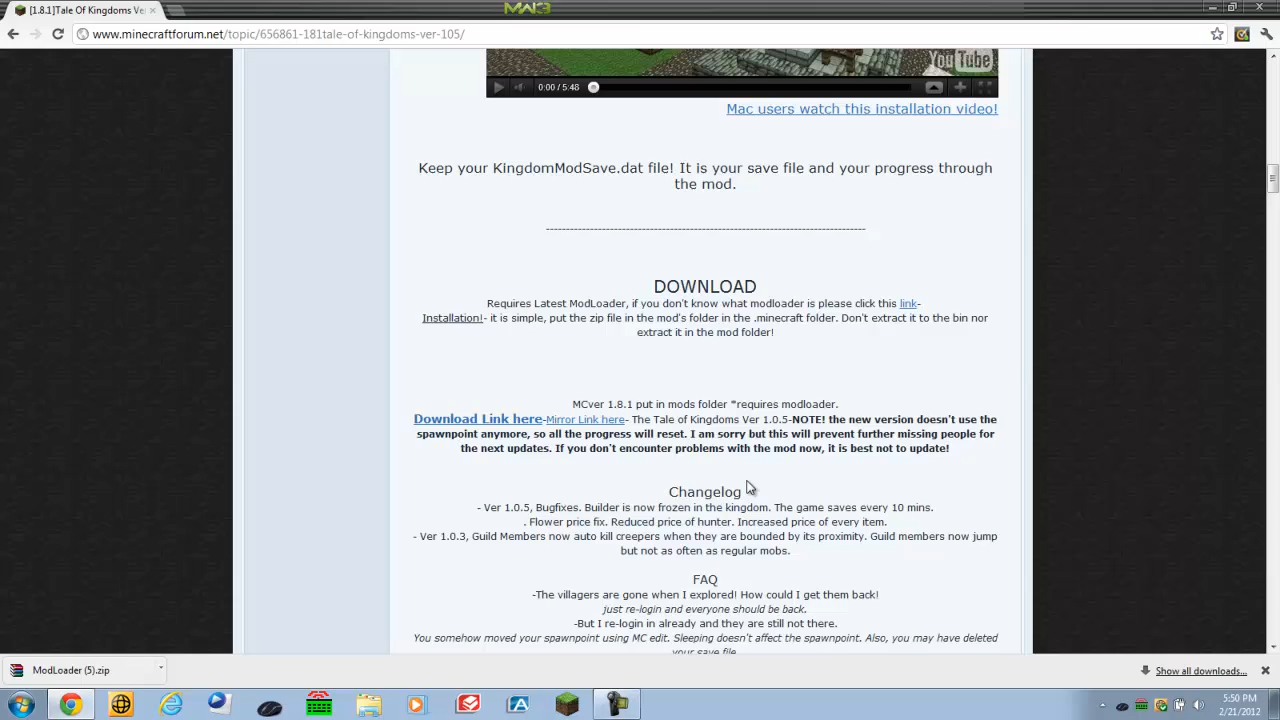 MW3
[1.8.1]Tale Of Kingdoms Ve
www.minecraftforum.net/topic/656861-181tale-of-kingdoms-ver-105/
YouTube
0:00 / 5:48
Mac users watch this installation video!
Keep your KingdomModSave.dat file! It is your save file and your progress through
the mod.
--------------------------------------------------------------------------------
DOWNLOAD
Requires Latest ModLoader, if you don't know what modloader is please click this link-
Installation!- it is simple, put the zip file in the mod's folder in the .minecraft folder. Don't extract it to the bin nor
extract it in the mod folder!
MCver 1.8.1 put in mods folder *requires modloader.
Download Link here-Mirror Link here- The Tale of Kingdoms Ver 1.0.5-NOTE! the new version doesn't use the
spawnpoint anymore, so all the progress will reset. I am sorry but this will prevent further missing people for
the next updates. If you don't encounter problems with the mod now, it is best not to update!
Changelog
- Ver 1.0.5, Bugfixes. Builder is now frozen in the kingdom. The game saves every 10 mins.
. Flower price fix. Reduced price of hunter. Increased price of every item.
- Ver 1.0.3, Guild Members now auto kill creepers when they are bounded by its proximity. Guild members now jump
but not as often as regular mobs.
FAQ
-The villagers are gone when I explored! How could I get them back!
just re-login and everyone should be back.
-But I re-login in already and they are still not there.
You somehow moved your spawnpoint using MC edit. Sleeping doesn't affect the spawnpoint. Also, you may have deleted
your save file
ModLoader (5).zip
Show all downloads...
5:50 PM
2/21/2012